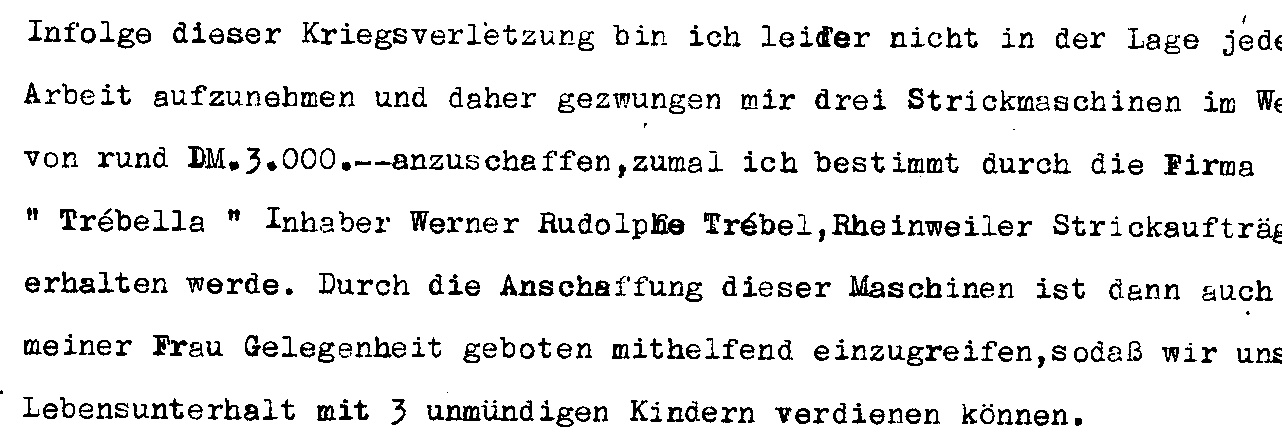 Infolge dieser Kriegsverletzung bin ich leider nicht in der Lage jede
Arbeit aufzunehmen und daher gezwungen mir drei Strickmaschinen im We
von rund DM.3.000.--anzuschaffen,zumal ich bestimmt durch die Firma
" Trébella " Inhaber Werner Rudolphe Trébel,Rheinweiler Strickaufträg
erhalten werde. Durch die Anschaffung dieser Maschinen ist dann auch
meiner Frau Gelegenheit geboten mithelfend einzugreifen,sodaß wir uns
Lebensunterhalt mit 3 unmündigen Kindern verdienen können.